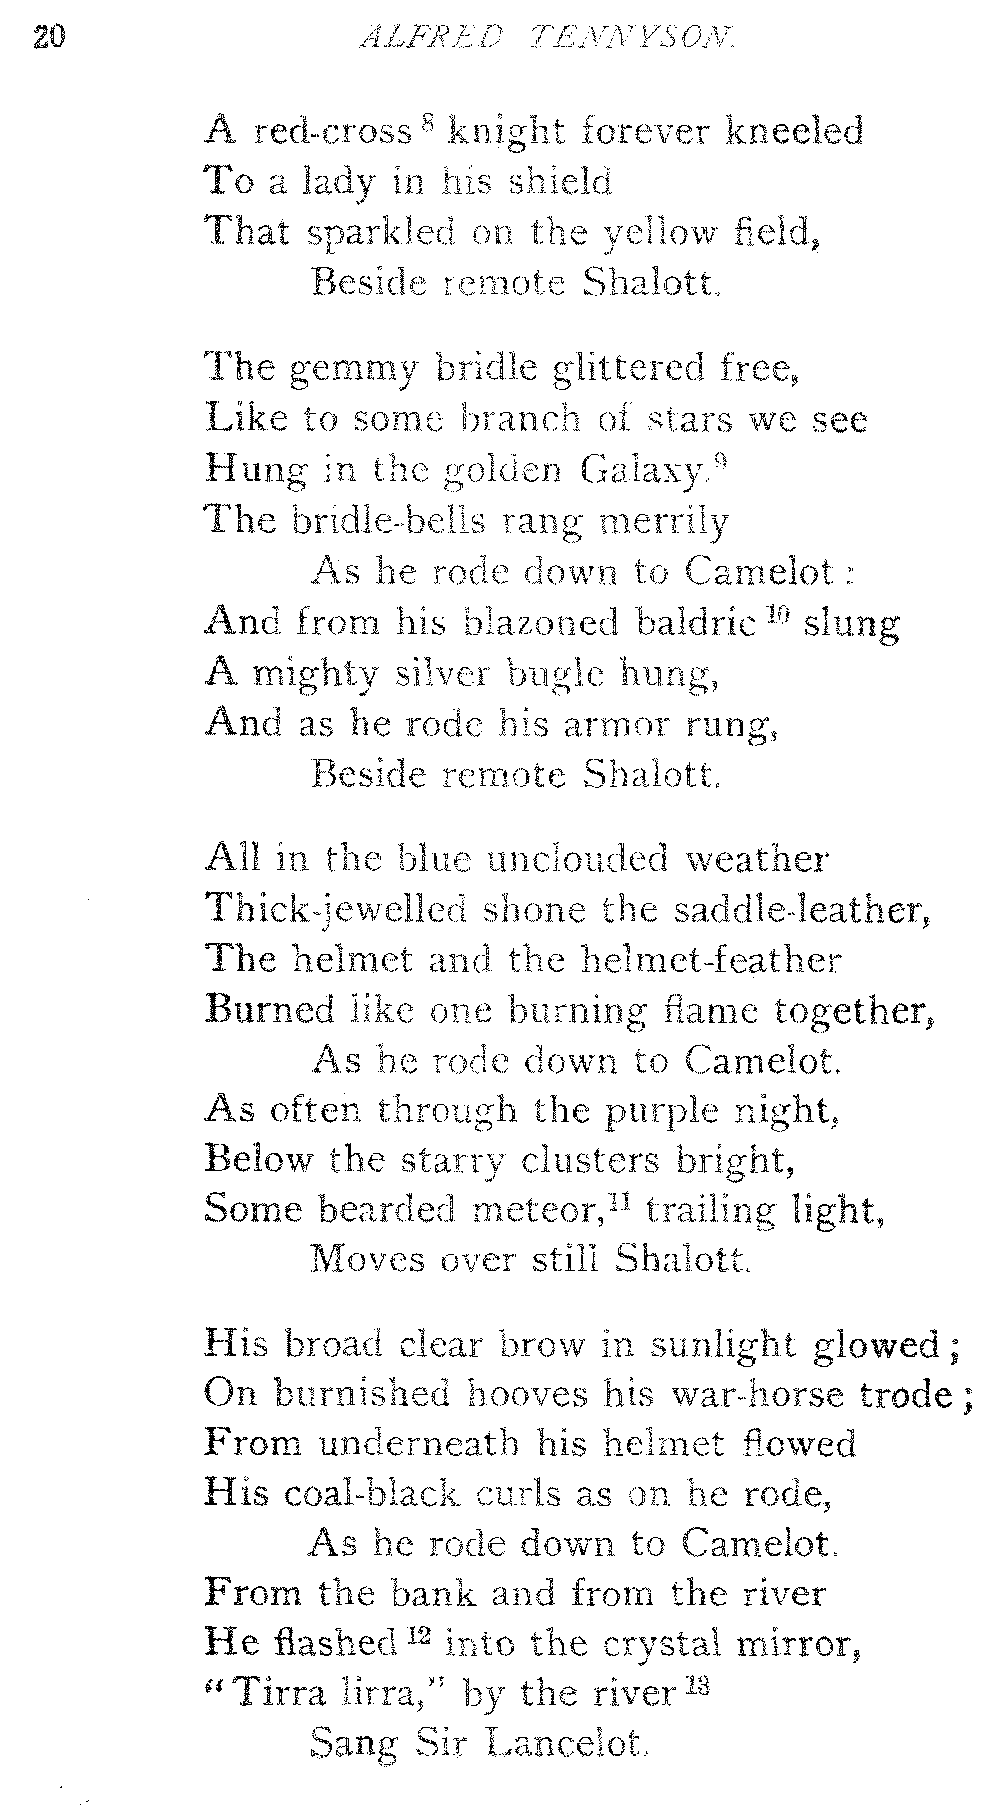 20 ALFRED TENNYSON.
A red-cross⁸ knight forever kneeled
To a lady in his shield
That sparkled on the yellow field,
Beside remote Shalott.
The gemmy bridle glittered free,
Like to some branch of stars we see
Hung in the golden Galaxy.⁹
The bridle-bells rang merrily
As he rode down to Camelot:
And from his blazoned baldric¹⁰ slung
A mighty silver bugle hung,
And as he rode his armor rung,
Beside remote Shalott.
All in the blue unclouded weather
Thick-jewelled shone the saddle-leather,
The helmet and the helmet-feather
Burned like one burning flame together,
As he rode down to Camelot.
As often through the purple night,
Below the starry clusters bright,
Some bearded meteor,¹¹ trailing light,
Moves over still Shalott.
His broad clear brow in sunlight glowed;
On burnished hooves his war-horse trode;
From underneath his helmet flowed
His coal-black curls as on he rode,
As he rode down to Camelot.
From the bank and from the river
He flashed¹² into the crystal mirror,
"Tirra lirra," by the river¹³
Sang Sir Lancelot.